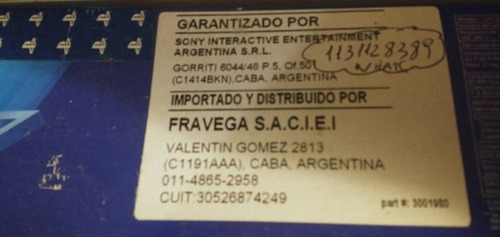 GARANTIZADO POR
SONY INTERACTIVE ENTERTAINMENT
ARGENTINA S.R.L.
GORRITI 6044/46 P.5. Of.501
(C1414BKN),CABA, ARGENTINA
1131128389
IMPORTADO Y DISTRIBUIDO POR
FRAVEGA S.A.C.I.E.I
VALENTIN GOMEZ 2813
(C1191AAA), CABA, ARGENTINA
011-4865-2958
CUIT:30526874249
part #: 3001980